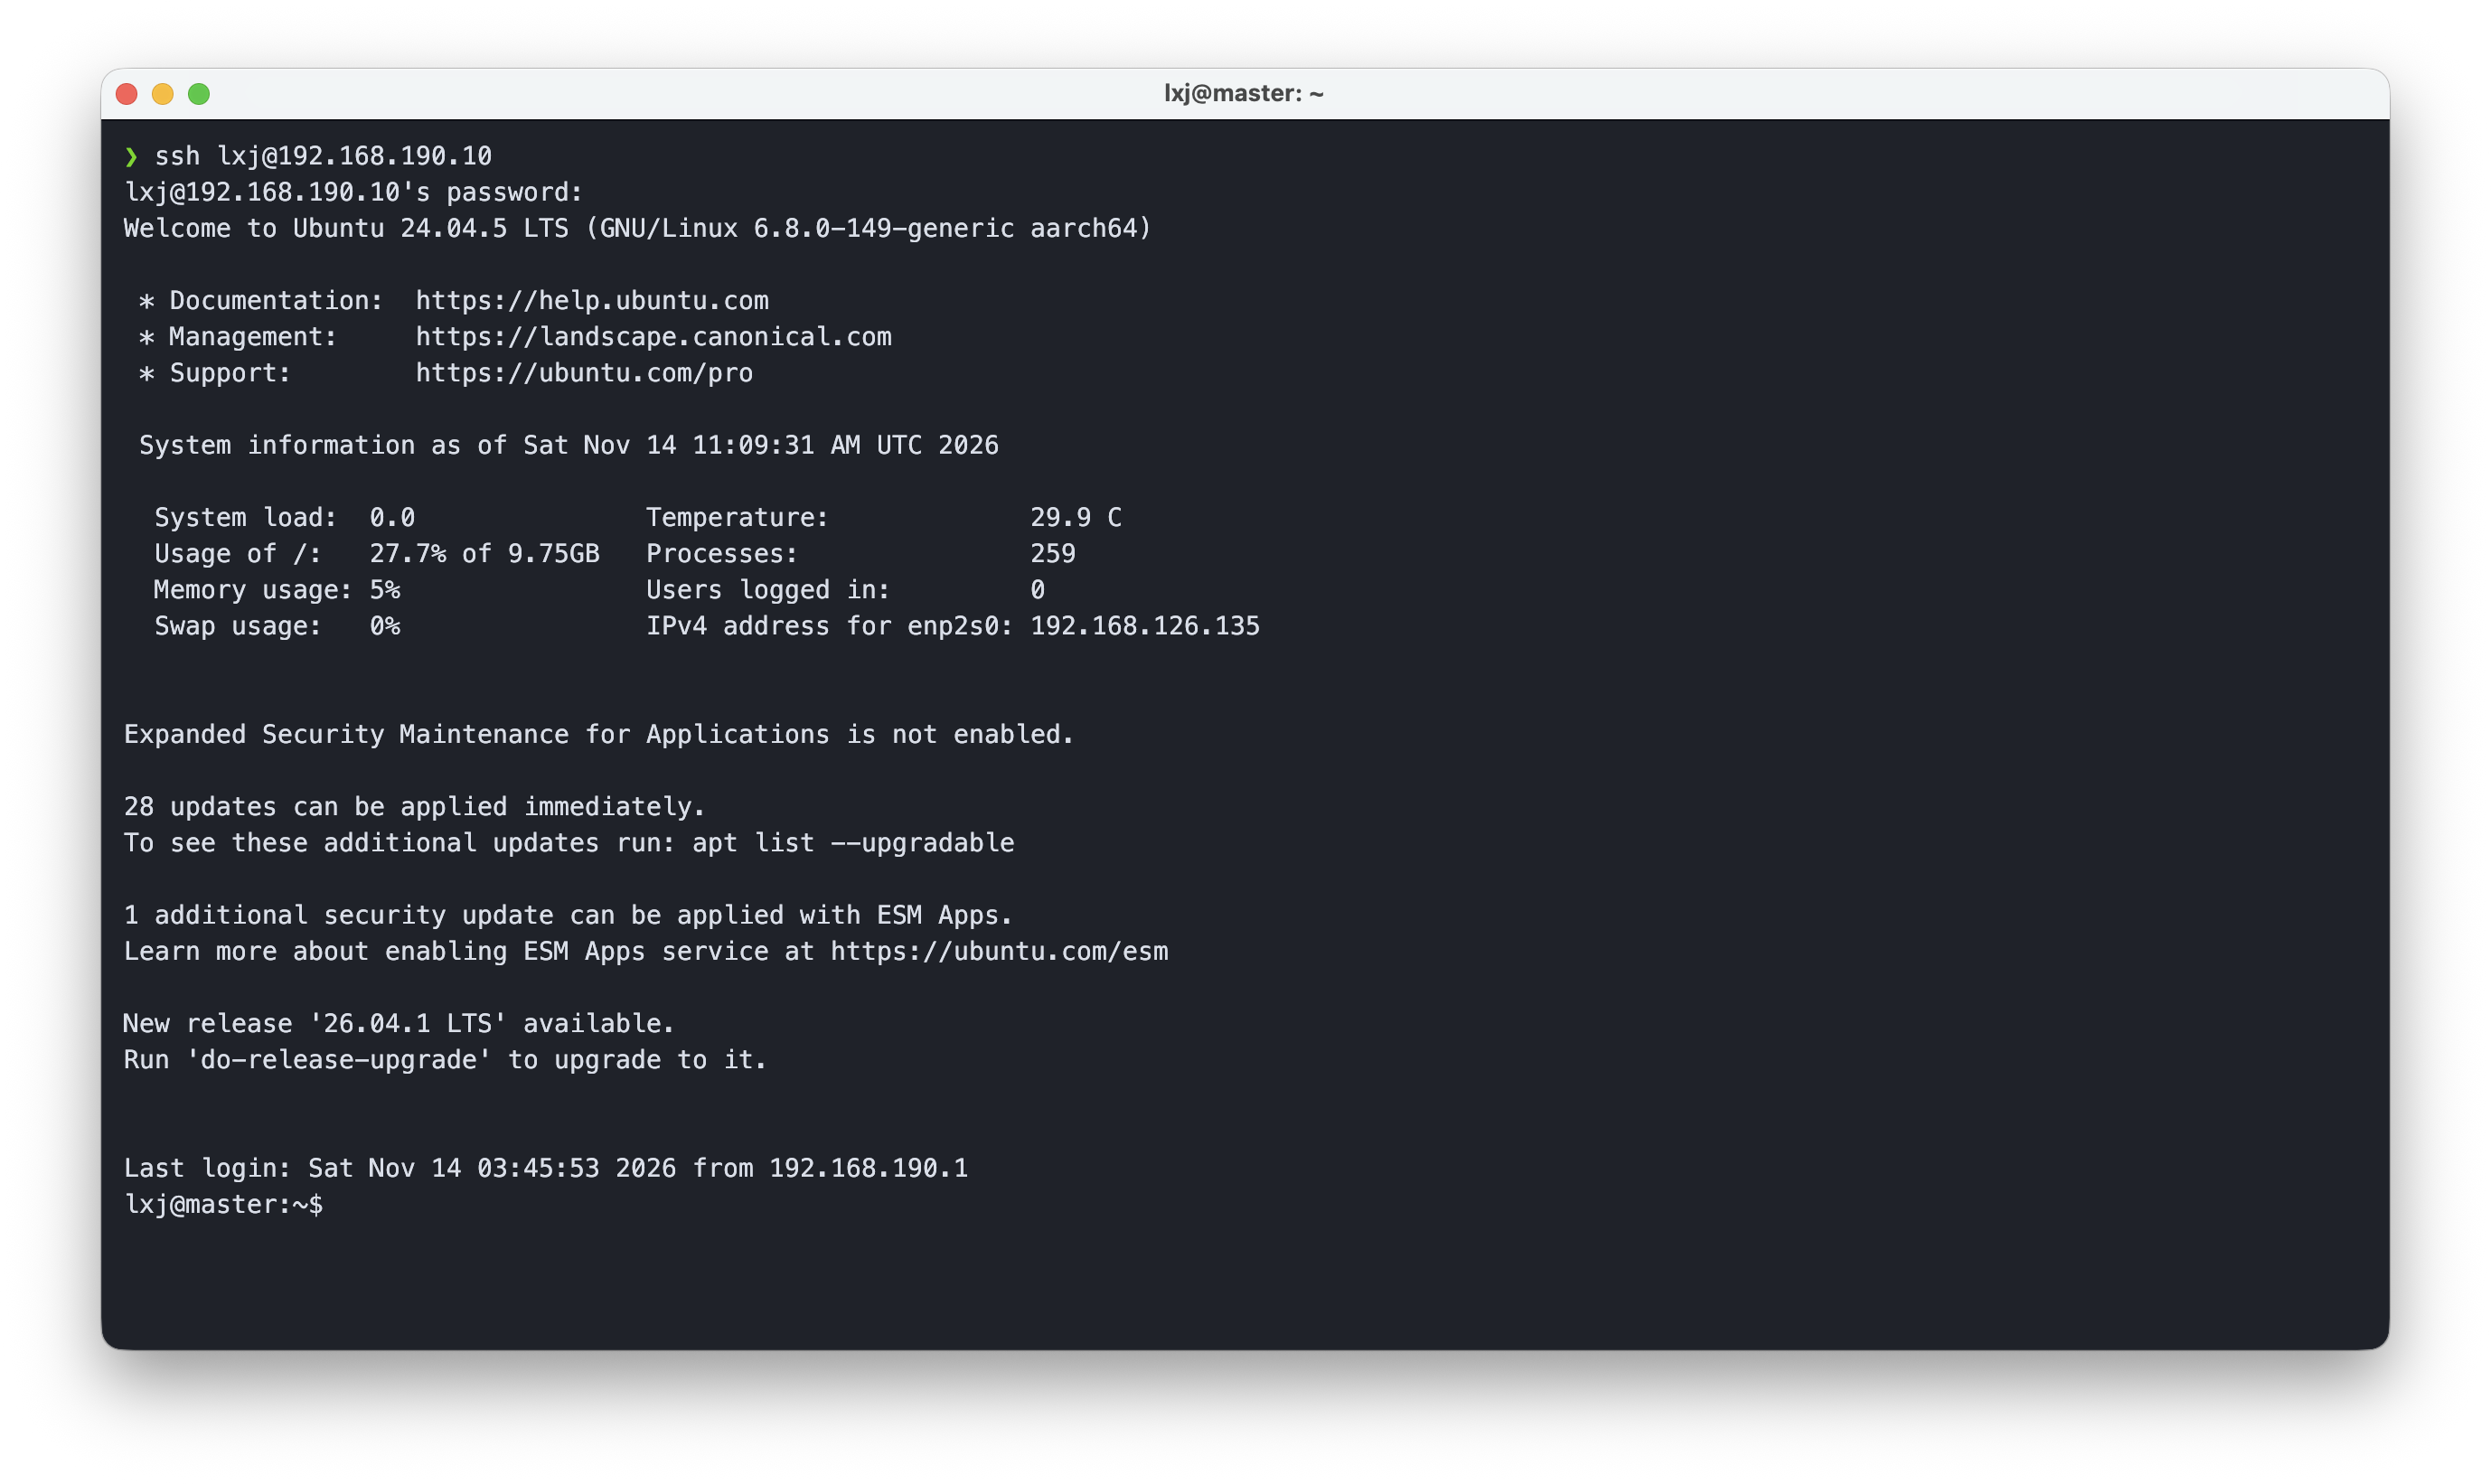 lxj@master: ~
❯ ssh lxj@192.168.190.10
lxj@192.168.190.10's password:
Welcome to Ubuntu 24.04.5 LTS (GNU/Linux 6.8.0-149-generic aarch64)

 * Documentation:  https://help.ubuntu.com
 * Management:     https://landscape.canonical.com
 * Support:        https://ubuntu.com/pro

 System information as of Sat Nov 14 11:09:31 AM UTC 2026

  System load:  0.0               Temperature:             29.9 C
  Usage of /:   27.7% of 9.75GB   Processes:               259
  Memory usage: 5%                Users logged in:         0
  Swap usage:   0%                IPv4 address for enp2s0: 192.168.126.135

Expanded Security Maintenance for Applications is not enabled.

28 updates can be applied immediately.
To see these additional updates run: apt list --upgradable

1 additional security update can be applied with ESM Apps.
Learn more about enabling ESM Apps service at https://ubuntu.com/esm

New release '26.04.1 LTS' available.
Run 'do-release-upgrade' to upgrade to it.

Last login: Sat Nov 14 03:45:53 2026 from 192.168.190.1
lxj@master:~$